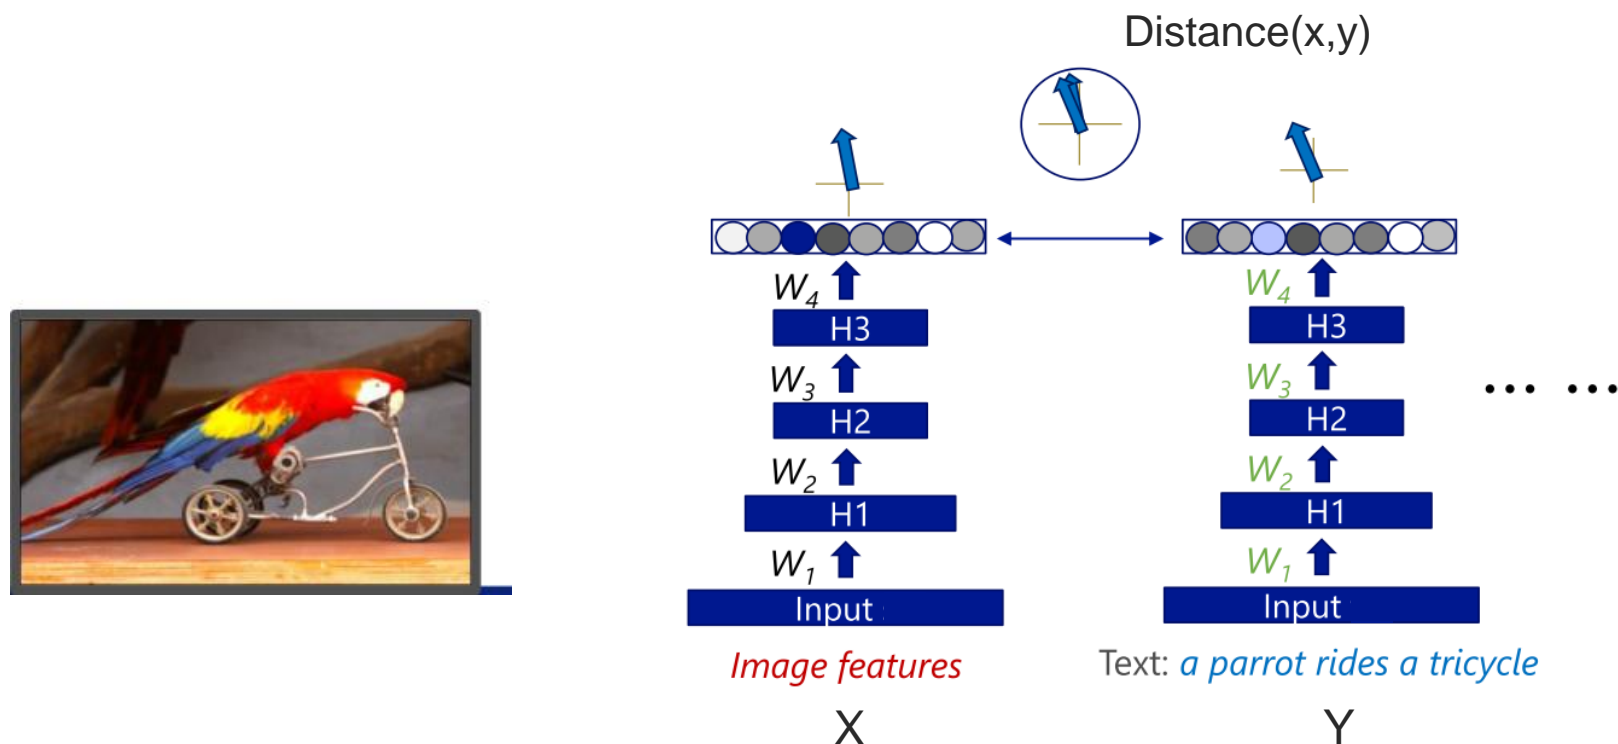 Distance(x,y)
W4 W4
H3 H3
W3 W3
... ...
H2 H2
W2 W2
H1 H1
W1 W1
Input Input
Image features Text: a parrot rides a tricycle
X Y